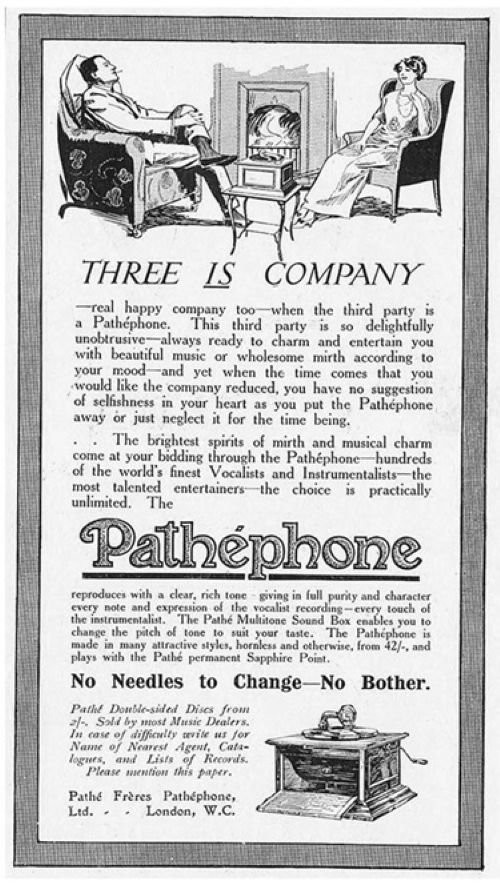 THREE IS COMPANY
—real happy company too—when the third party is
a Pathéphone. This third party is so delightfully
unobtrusive—always ready to charm and entertain you
with beautiful music or wholesome mirth according to
your mood—and yet when the time comes that you
would like the company reduced, you have no suggestion
of selfishness in your heart as you put the Pathéphone
away or just neglect it for the time being.
. . The brightest spirits of mirth and musical charm
come at your bidding through the Pathéphone—hundreds
of the world's finest Vocalists and Instrumentalists—the
most talented entertainers—the choice is practically
unlimited. The
Pathéphone
reproduces with a clear, rich tone - giving in full purity and character
every note and expression of the vocalist recording—every touch of
the instrumentalist. The Pathé Multitone Sound Box enables you to
change the pitch of tone to suit your taste. The Pathéphone is
made in many attractive styles, hornless and otherwise, from 42/-, and
plays with the Pathé permanent Sapphire Point.
No Needles to Change—No Bother.
Pathé Double-sided Discs from
2/-. Sold by most Music Dealers.
In case of difficulty write us for
Name of Nearest Agent, Cata-
logues, and Lists of Records.
Please mention this paper.
Pathé Frères Pathéphone,
Ltd. - - London, W.C.